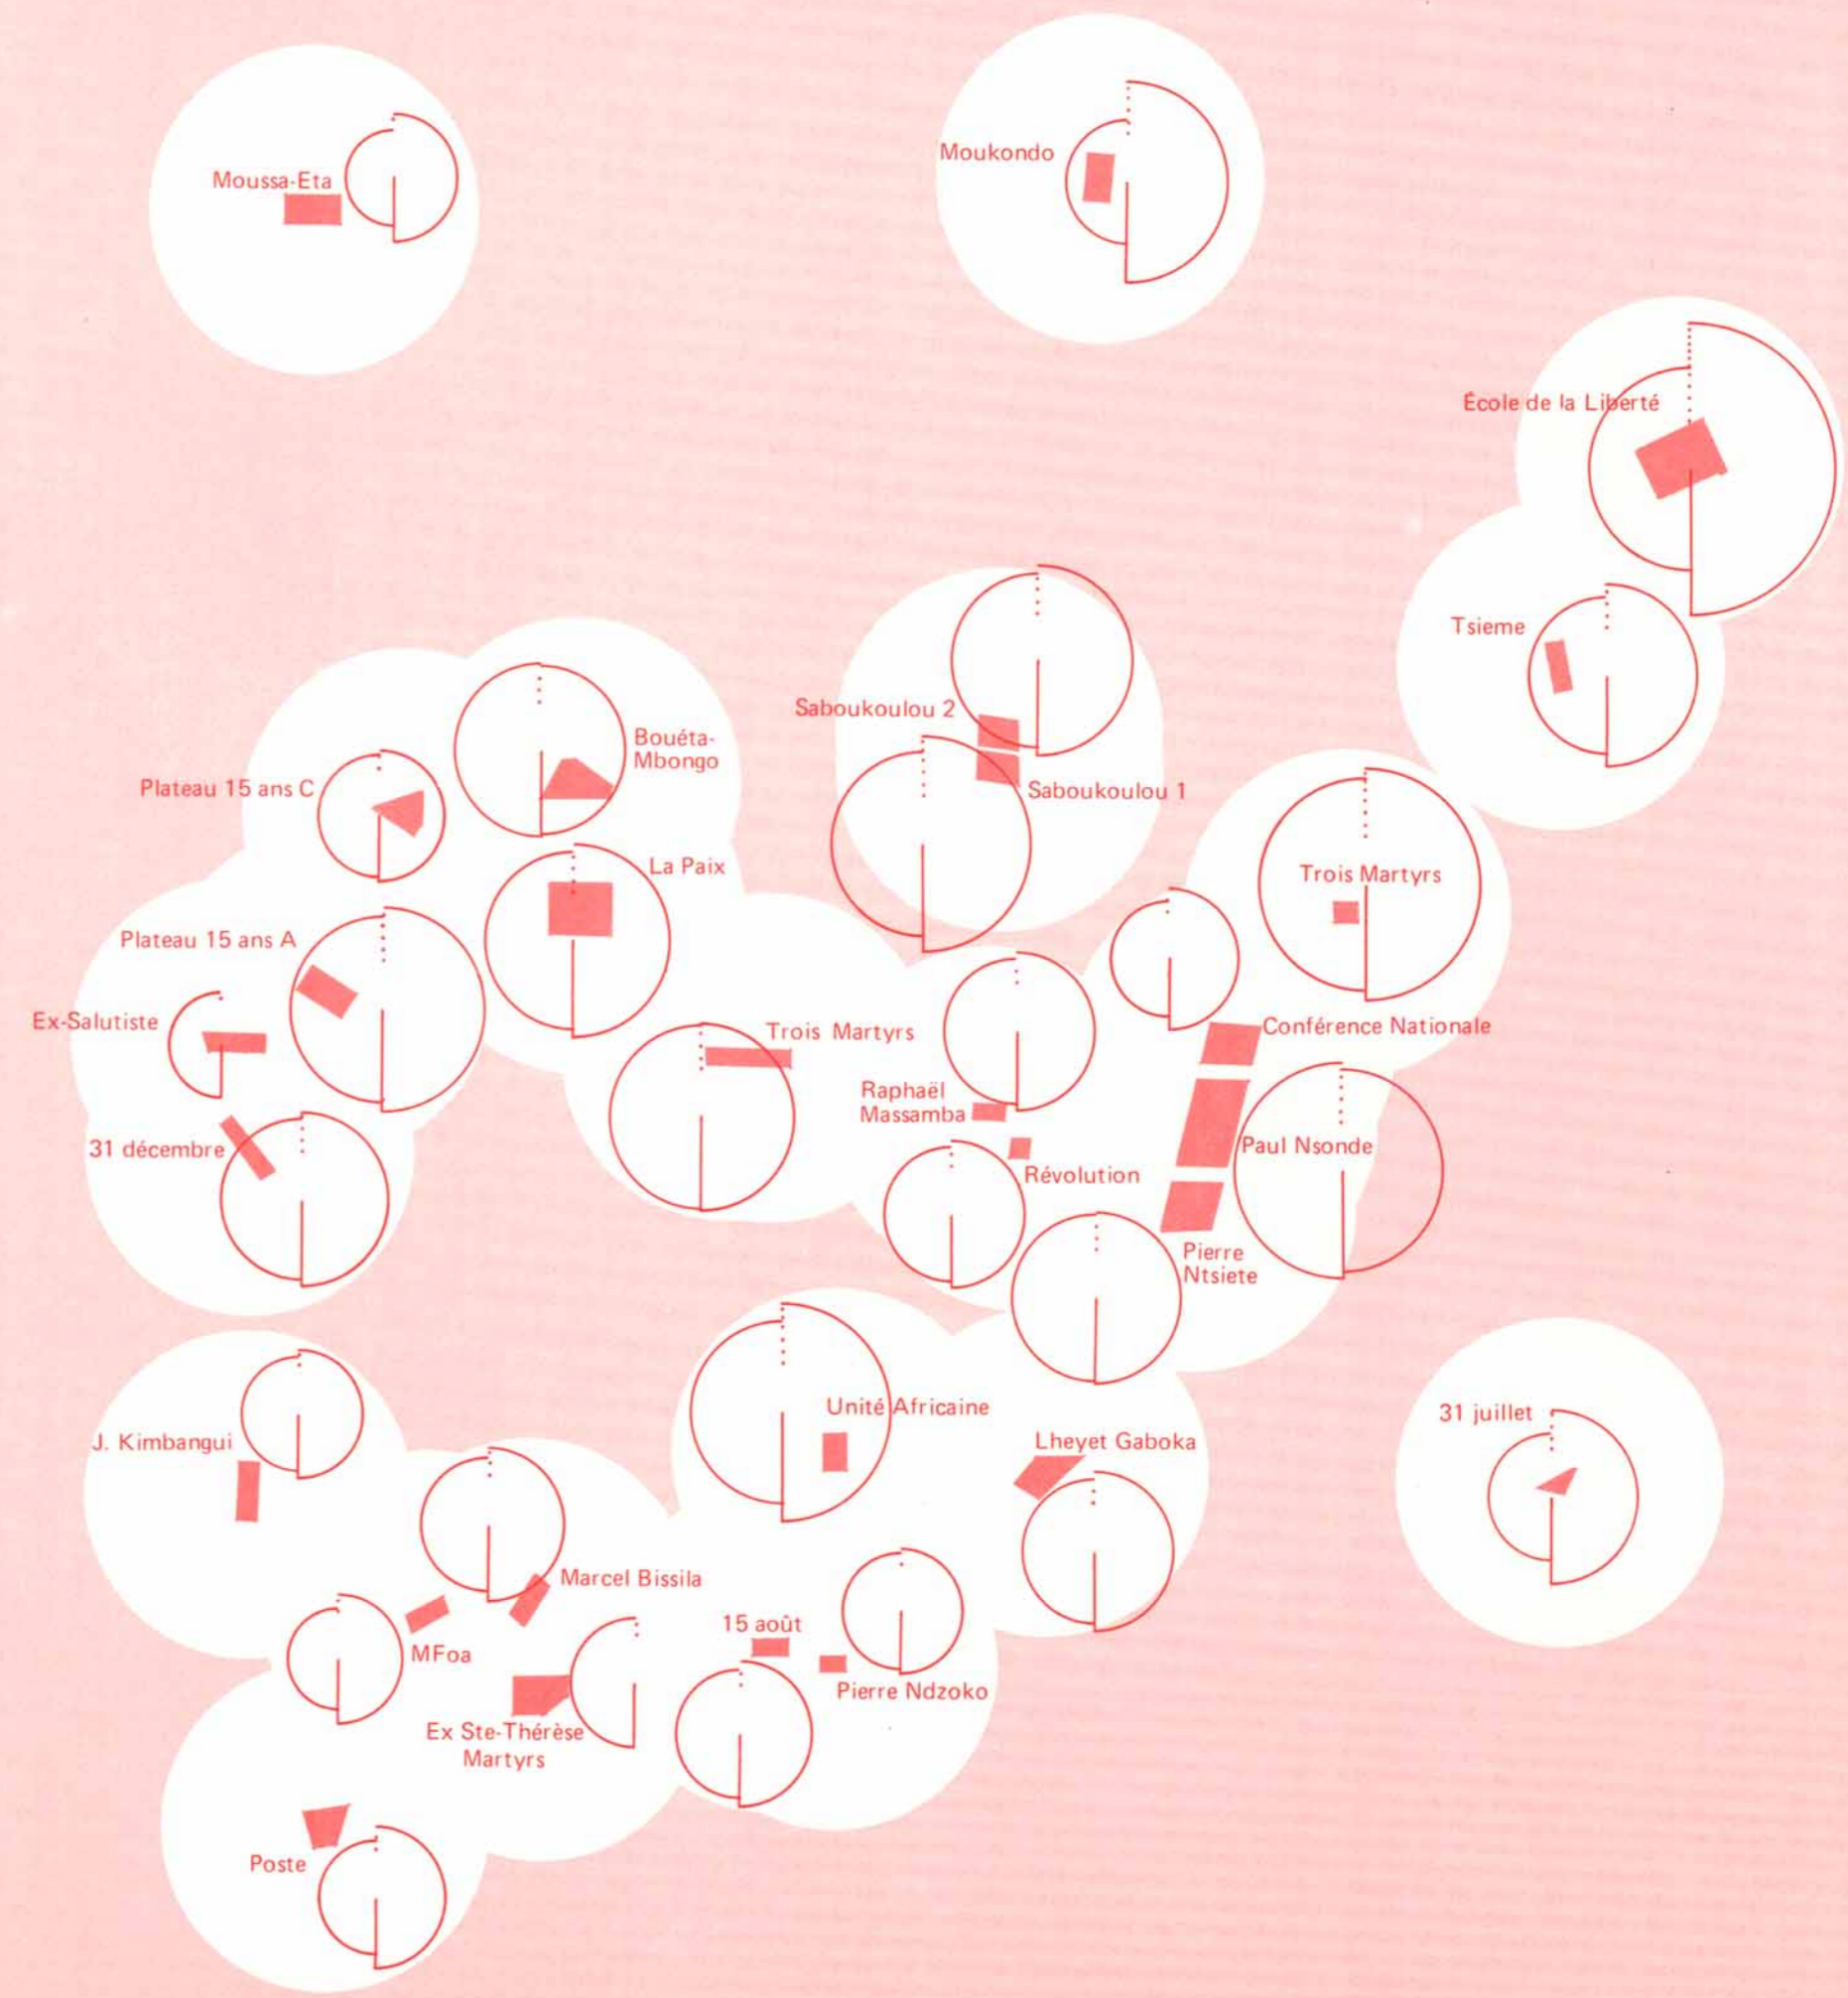 Moussa-Eta
Moukondo
École de la Liberté
Tsieme
Saboukoulou 2
Bouéta-
Mbongo
Plateau 15 ans C
Saboukoulou 1
La Paix
Trois Martyrs
Plateau 15 ans A
Ex-Salutiste
Trois Martyrs
Conférence Nationale
Raphaël
Massamba
31 décembre
Paul Nsonde
Révolution
Pierre
Ntsiete
Unité Africaine
31 juillet
J. Kimbangui
Lheyet Gaboka
Marcel Bissila
15 août
MFoa
Pierre Ndzoko
Ex Ste-Thérèse
Martyrs
Poste